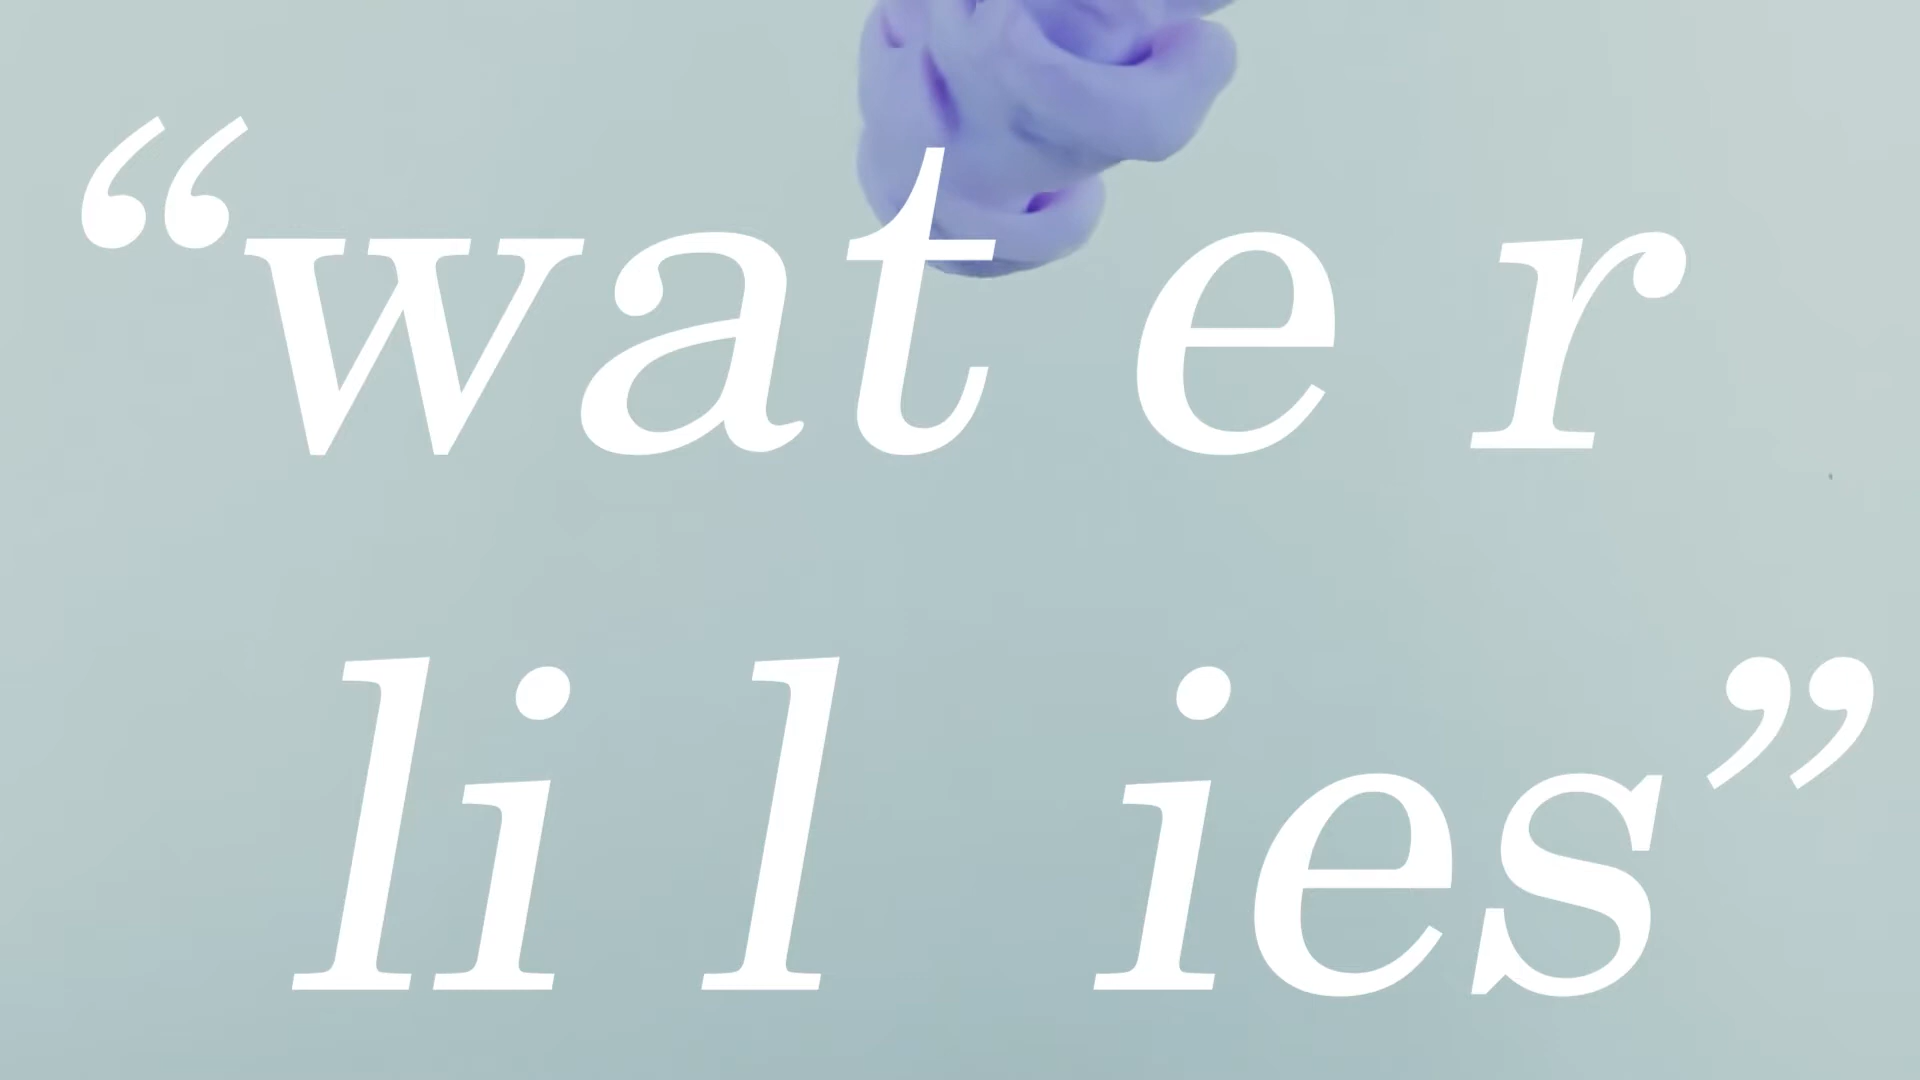 “wat e r
li l ies”